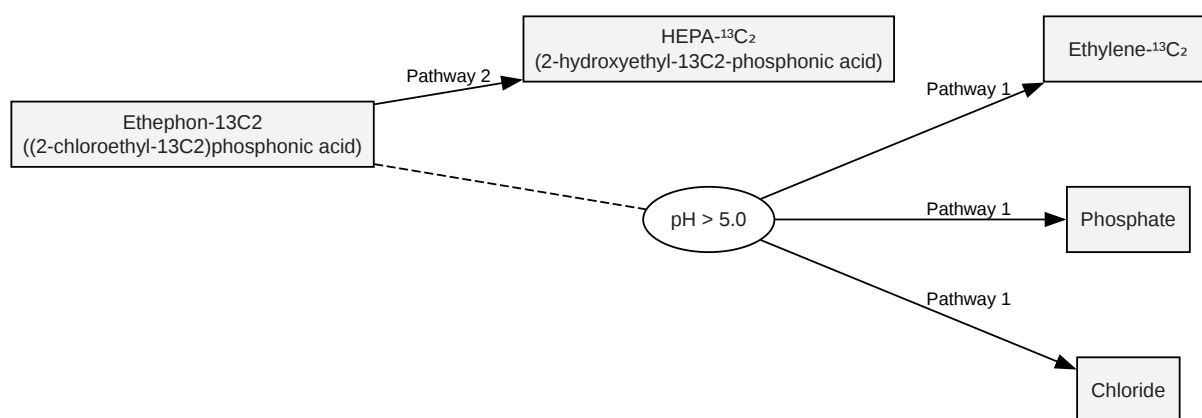 HEPA-¹³C₂
(2-hydroxyethyl-13C2-phosphonic acid)
Ethylene-¹³C₂
Pathway 2
Pathway 1
Ethephon-13C2
((2-chloroethyl-13C2)phosphonic acid)
pH > 5.0
Pathway 1
Phosphate
Pathway 1
Chloride